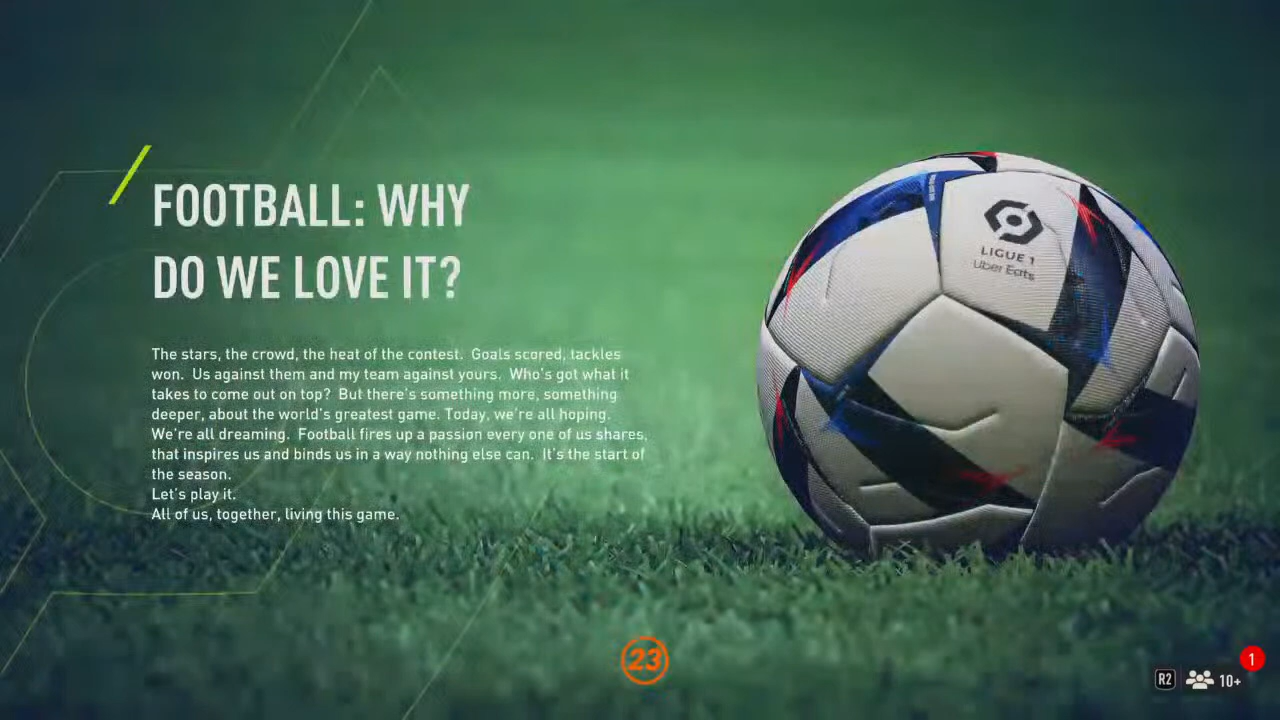 FOOTBALL: WHY
DO WE LOVE IT?
The stars, the crowd, the heat of the contest.  Goals scored, tackles
won.  Us against them and my team against yours.  Who's got what it
takes to come out on top?  But there's something more, something
deeper, about the world's greatest game. Today, we're all hoping.
We're all dreaming.  Football fires up a passion every one of us shares,
that inspires us and binds us in a way nothing else can.  It's the start of
the season.
Let's play it.
All of us, together, living this game.
LIGUE 1
Uber Eats
23
R2 10+
1